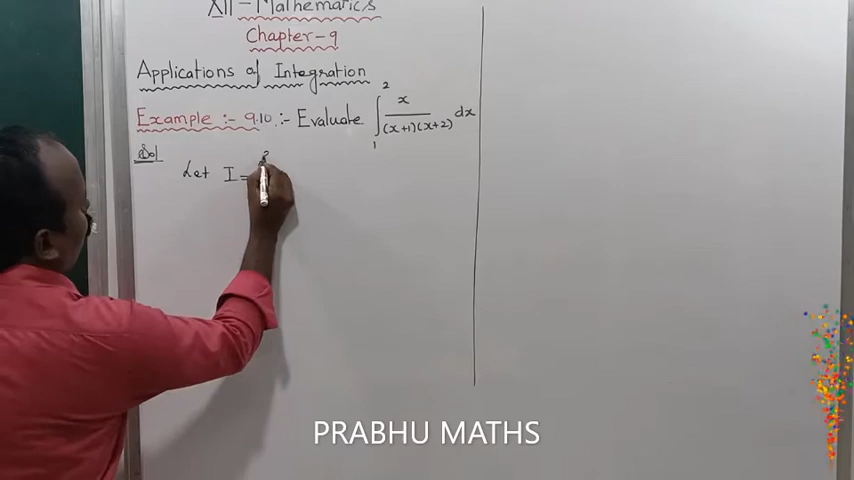 XII - Mathematics
Chapter - 9
Applications of Integration
Example :- 9.10 :- Evaluate ∫₁² x/((x+1)(x+2)) dx
Sol
Let I =
PRABHU MATHS